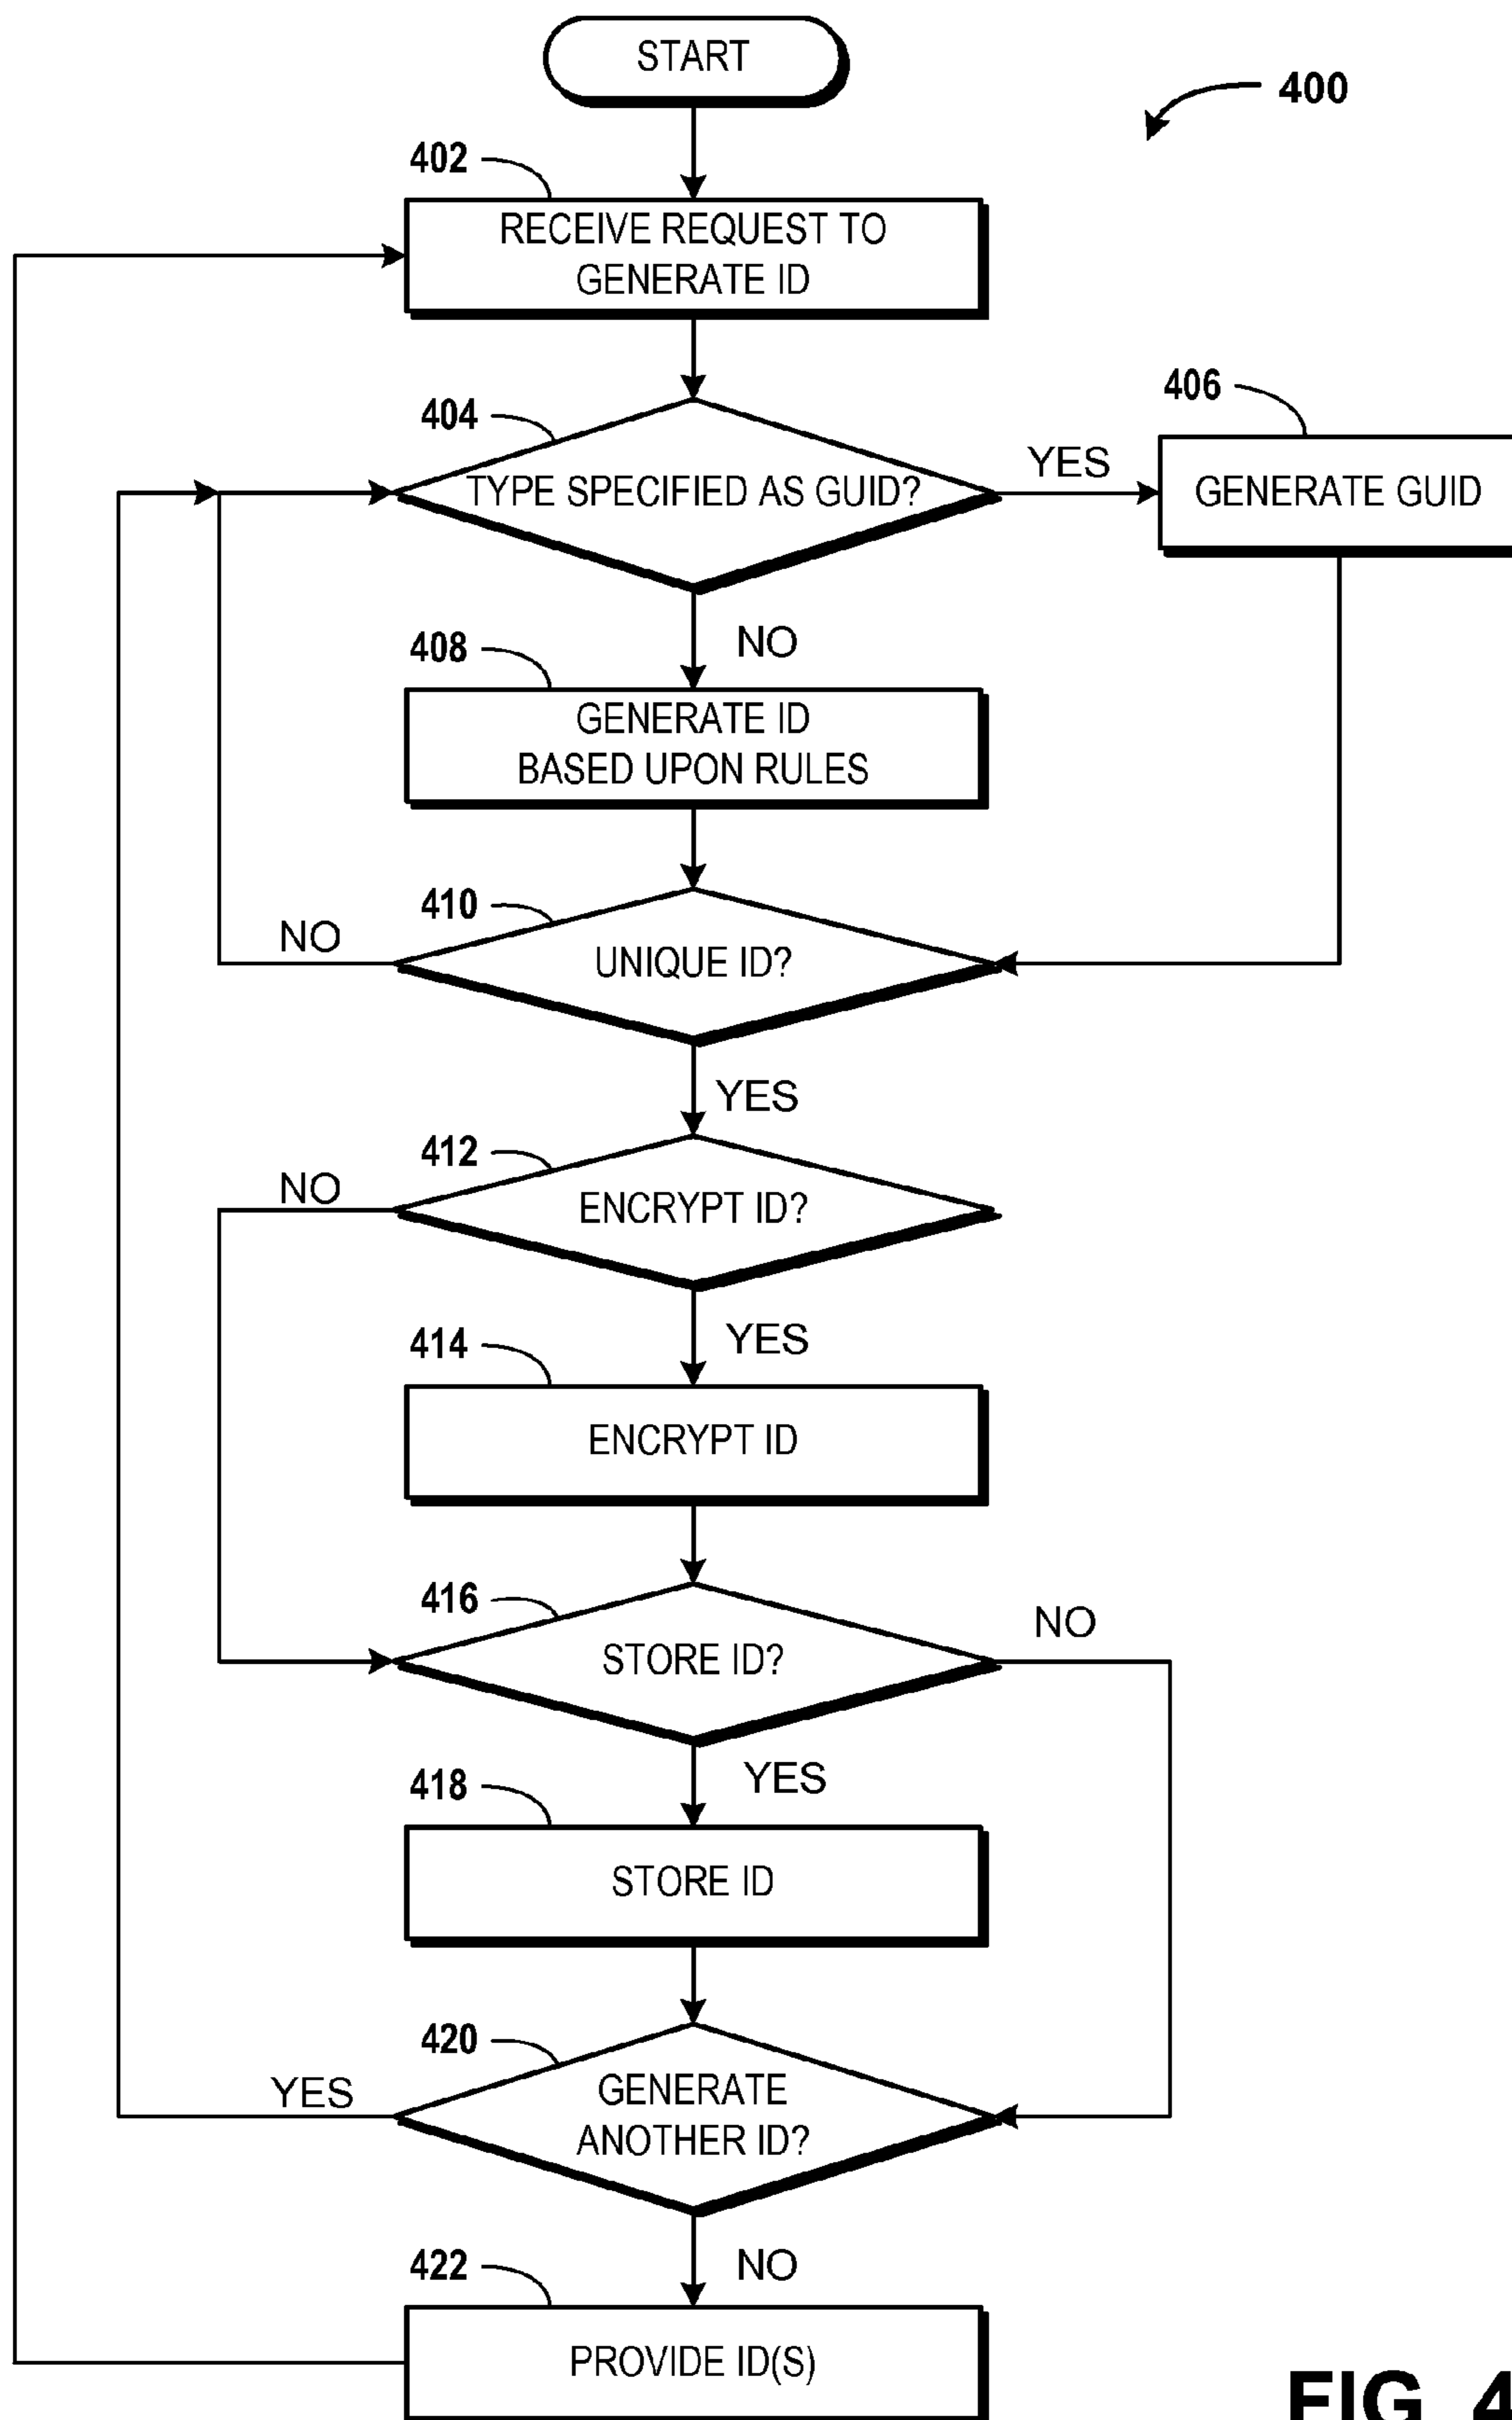 START
400
402
RECEIVE REQUEST TO
GENERATE ID
404
TYPE SPECIFIED AS GUID?
YES
406
GENERATE GUID
NO
408
GENERATE ID
BASED UPON RULES
410
NO
UNIQUE ID?
YES
412
NO
ENCRYPT ID?
YES
414
ENCRYPT ID
416
NO
STORE ID?
YES
418
STORE ID
420
YES
GENERATE
ANOTHER ID?
NO
422
PROVIDE ID(S)
FIG. 4